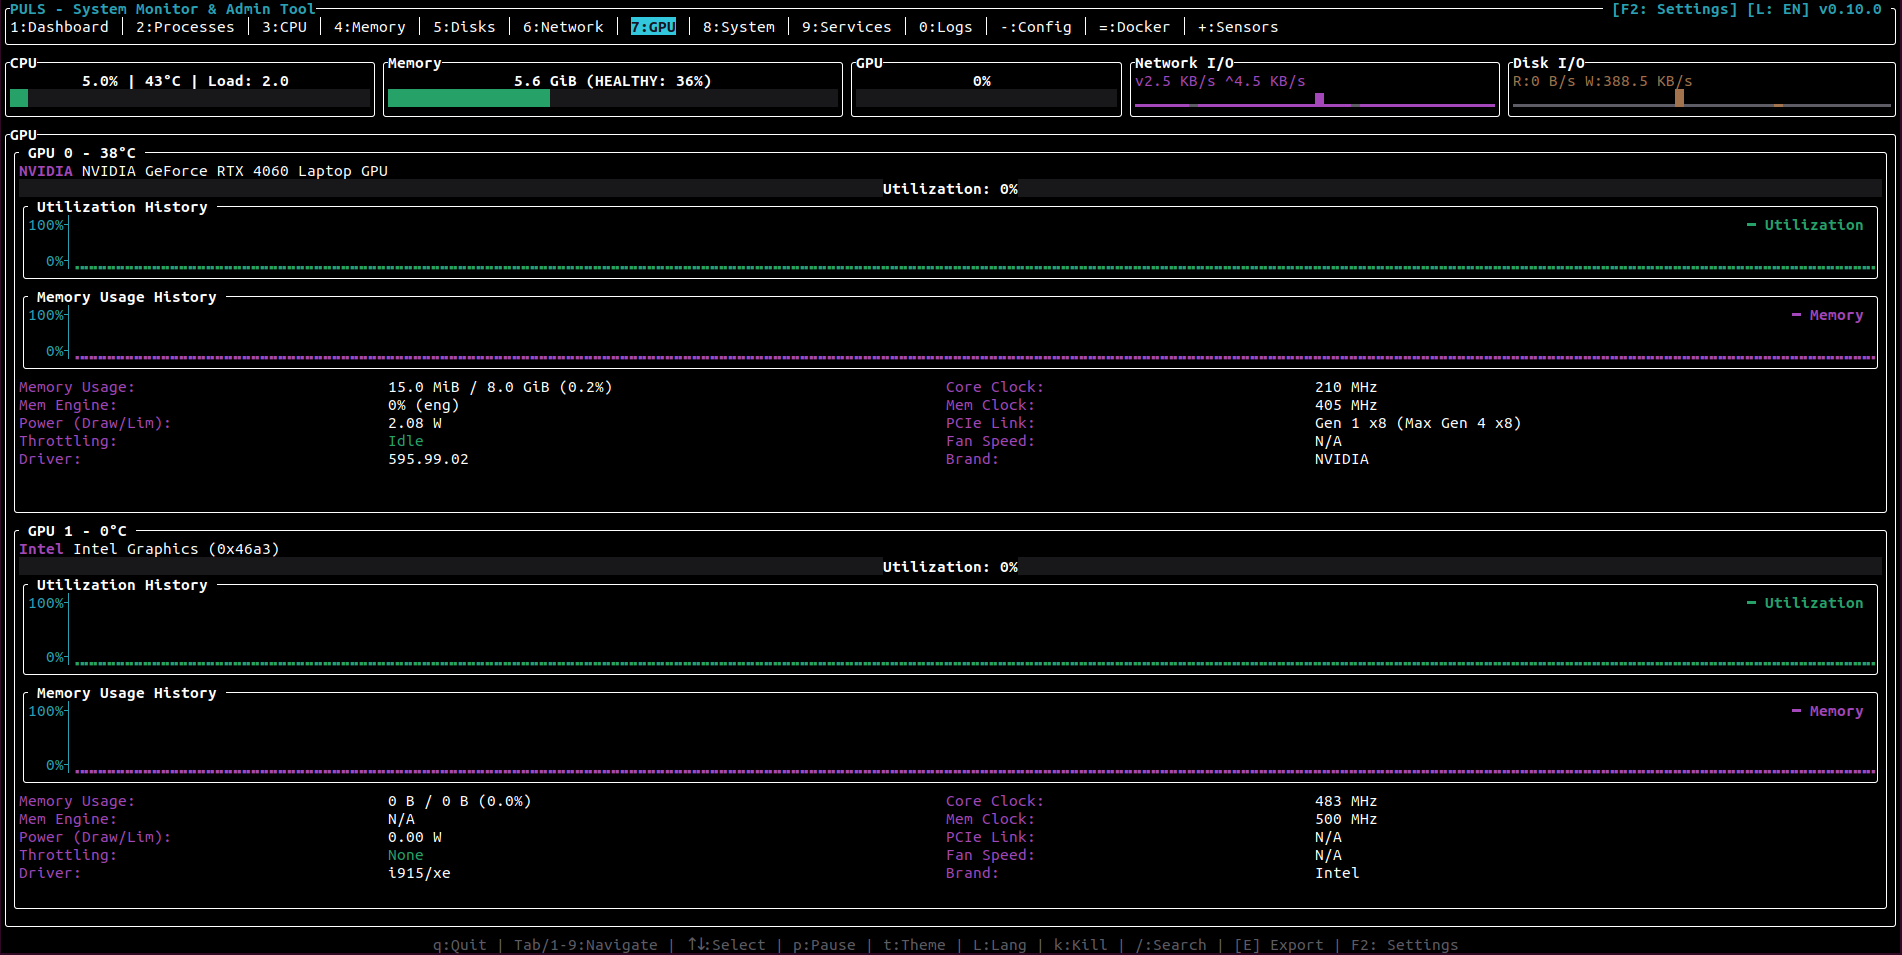 PULS - System Monitor & Admin Tool [F2: Settings] [L: EN] v0.10.0
1:Dashboard | 2:Processes | 3:CPU | 4:Memory | 5:Disks | 6:Network | 7:GPU | 8:System | 9:Services | 0:Logs | -:Config | =:Docker | +:Sensors
CPU Memory GPU Network I/O Disk I/O
5.0% | 43°C | Load: 2.0 5.6 GiB (HEALTHY: 36%) 0% v2.5 KB/s ^4.5 KB/s R:0 B/s W:388.5 KB/s
GPU
GPU 0 - 38°C
NVIDIA NVIDIA GeForce RTX 4060 Laptop GPU
Utilization: 0%
Utilization History
100% Utilization
0%
Memory Usage History
100% Memory
0%
Memory Usage: 15.0 MiB / 8.0 GiB (0.2%) Core Clock: 210 MHz
Mem Engine: 0% (eng) Mem Clock: 405 MHz
Power (Draw/Lim): 2.08 W PCIe Link: Gen 1 x8 (Max Gen 4 x8)
Throttling: Idle Fan Speed: N/A
Driver: 595.99.02 Brand: NVIDIA
GPU 1 - 0°C
Intel Intel Graphics (0x46a3)
Utilization: 0%
Utilization History
100% Utilization
0%
Memory Usage History
100% Memory
0%
Memory Usage: 0 B / 0 B (0.0%) Core Clock: 483 MHz
Mem Engine: N/A Mem Clock: 500 MHz
Power (Draw/Lim): 0.00 W PCIe Link: N/A
Throttling: None Fan Speed: N/A
Driver: i915/xe Brand: Intel
q:Quit | Tab/1-9:Navigate | ↑↓:Select | p:Pause | t:Theme | L:Lang | k:Kill | /:Search | [E] Export | F2: Settings